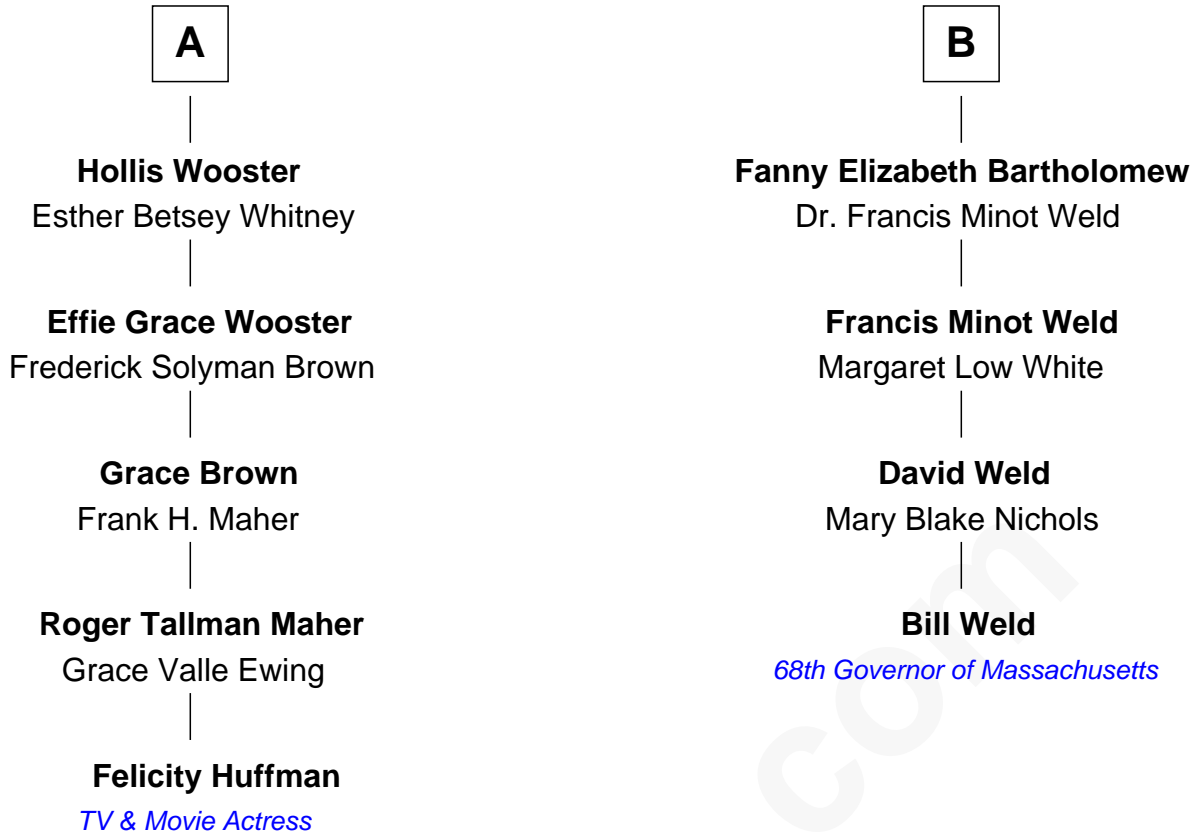 A
Hollis Wooster
Esther Betsey Whitney
Effie Grace Wooster
Frederick Solyman Brown
Grace Brown
Frank H. Maher
Roger Tallman Maher
Grace Valle Ewing
Felicity Huffman
TV & Movie Actress
B
Fanny Elizabeth Bartholomew
Dr. Francis Minot Weld
Francis Minot Weld
Margaret Low White
David Weld
Mary Blake Nichols
Bill Weld
68th Governor of Massachusetts
com